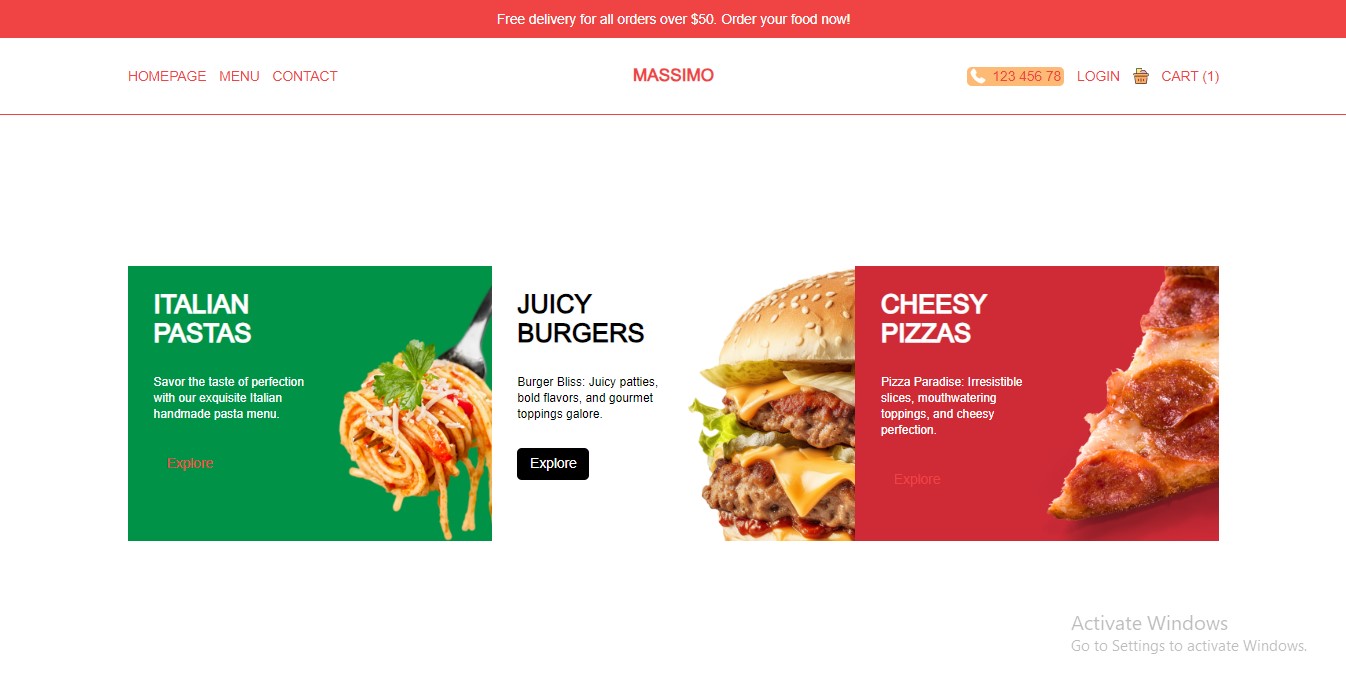 Free delivery for all orders over $50. Order your food now!
HOMEPAGE MENU CONTACT
MASSIMO
123 456 78 LOGIN CART (1)
ITALIAN
PASTAS
Savor the taste of perfection
with our exquisite Italian
handmade pasta menu.
Explore
JUICY
BURGERS
Burger Bliss: Juicy patties,
bold flavors, and gourmet
toppings galore.
Explore
CHEESY
PIZZAS
Pizza Paradise: Irresistible
slices, mouthwatering
toppings, and cheesy
perfection.
Explore
Activate Windows
Go to Settings to activate Windows.